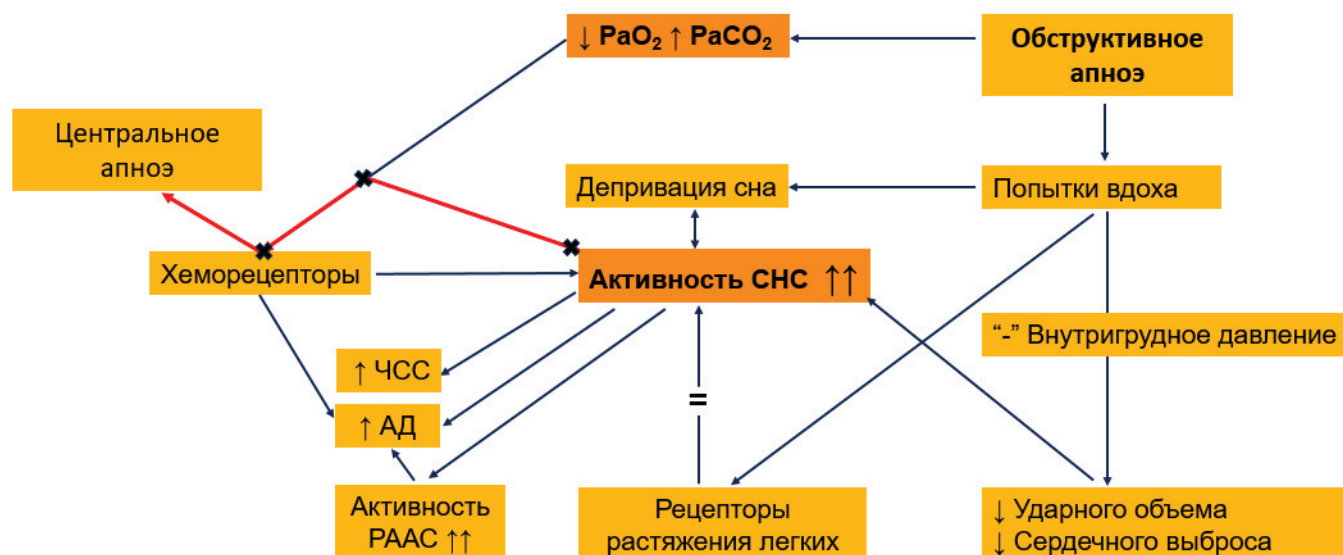 ↓ PaO₂ ↑ PaCO₂
Обструктивное
апноэ
Центральное
апноэ
Депривация сна
Попытки вдоха
Хеморецепторы
Активность СНС ↑↑
“-” Внутригрудное давление
↑ ЧСС
=
↑ АД
Активность
РААС ↑↑
Рецепторы
растяжения легких
↓ Ударного объема
↓ Сердечного выброса